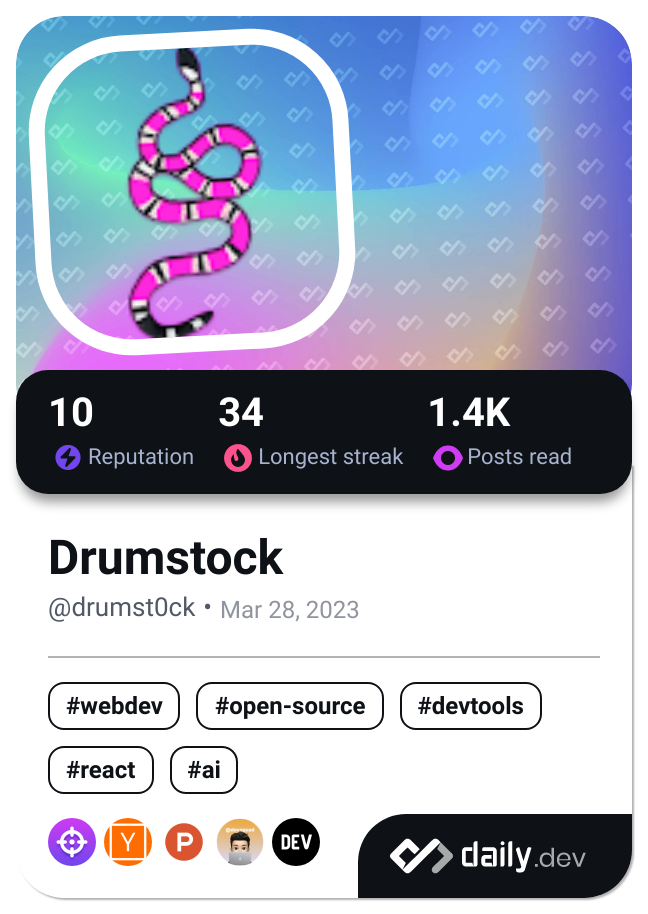 10 34 1.4K
Reputation Longest streak Posts read
Drumstock
@drumst0ck • Mar 28, 2023
#webdev #open-source #devtools
#react #ai
Y P DEV
daily.dev